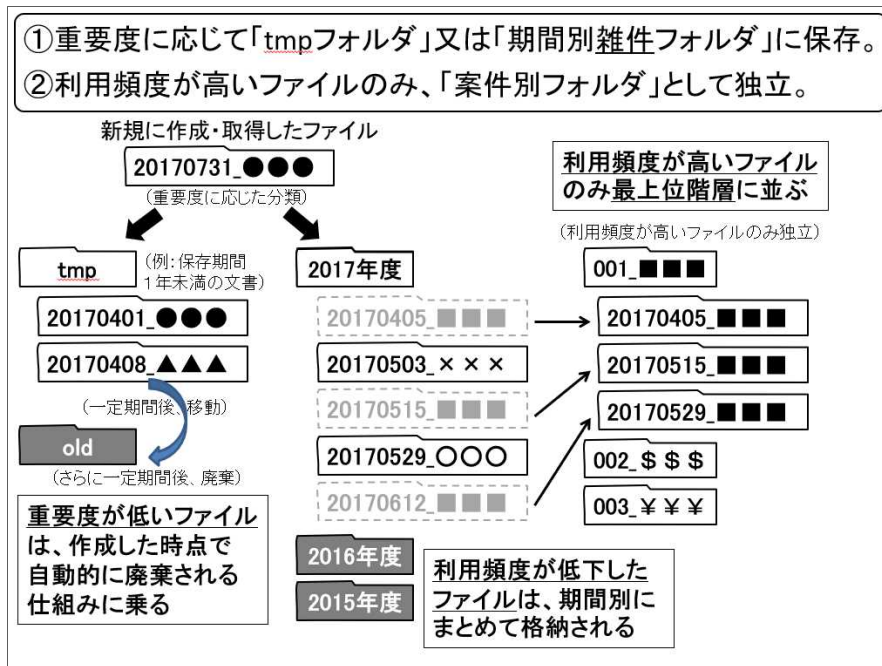 ①重要度に応じて「tmpフォルダ」又は「期間別雑件フォルダ」に保存。
②利用頻度が高いファイルのみ、「案件別フォルダ」として独立。
新規に作成・取得したファイル
20170731_●●●
(重要度に応じた分類)
tmp
(例:保存期間
1年未満の文書)
20170401_●●●
20170408_▲▲▲
(一定期間後、移動)
old
(さらに一定期間後、廃棄)
重要度が低いファイル
は、作成した時点で
自動的に廃棄される
仕組みに乗る
2017年度
20170405_■■■
20170503_×××
20170515_■■■
20170529_○○○
20170612_■■■
2016年度
2015年度
利用頻度が高いファイル
のみ最上位階層に並ぶ
(利用頻度が高いファイルのみ独立)
001_■■■
20170405_■■■
20170515_■■■
20170529_■■■
002_$$$
003_¥¥¥
利用頻度が低下した
ファイルは、期間別に
まとめて格納される